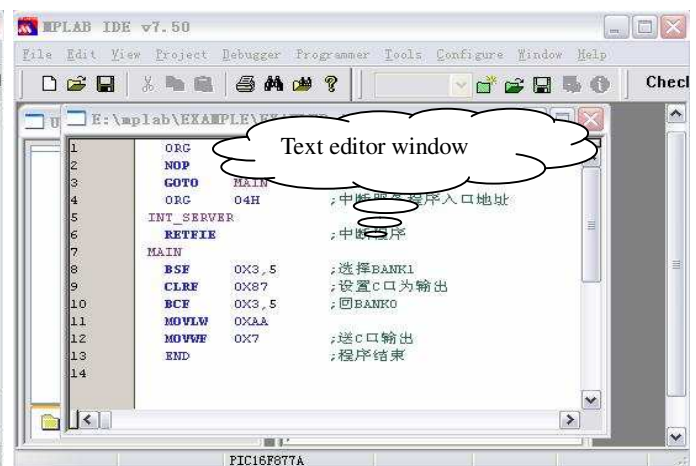 MPLAB IDE v7.50
File Edit View Project Debugger Programmer Tools Configure Window Help
Checl
U E:\mplab\EXAMPLE\EX
Text editor window
1 ORG
2 NOP
3 GOTO MAIN
4 ORG 04H ;中断服务程序入口地址
5 INT_SERVER
6 RETFIE ;中断程序
7 MAIN
8 BSF 0X3,5 ;选择BANK1
9 CLRF 0X87 ;设置C口为输出
10 BCF 0X3,5 ;回BANK0
11 MOVLW 0XAA
12 MOVWF 0X7 ;送C口输出
13 END ;程序结束
14
PIC16F877A